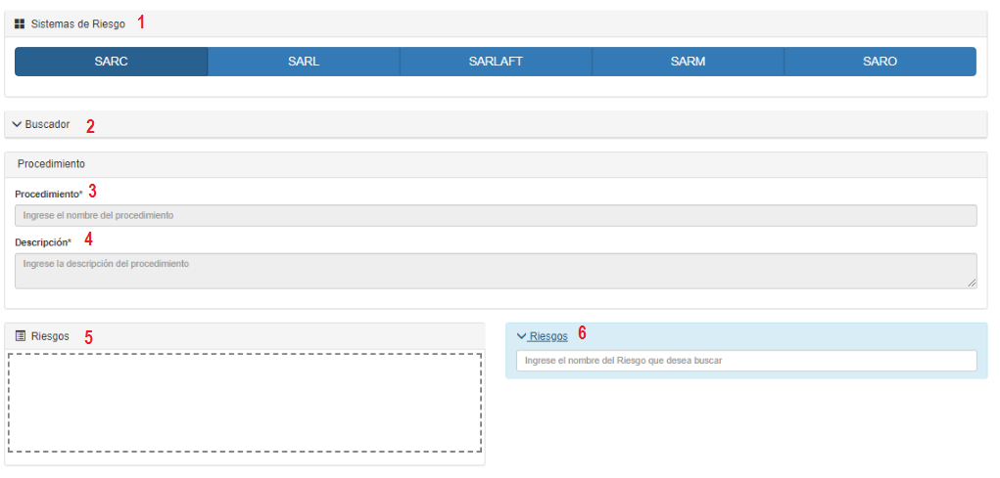 Sistemas de Riesgo 1
SARC SARL SARLAFT SARM SARO
Buscador 2
Procedimiento
Procedimiento* 3
Ingrese el nombre del procedimiento
Descripción* 4
Ingrese la descripción del procedimiento
Riesgos 5
Riesgos 6
Ingrese el nombre del Riesgo que desea buscar